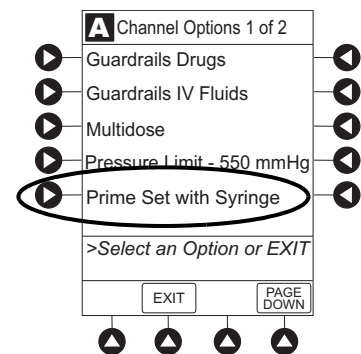 A Channel Options 1 of 2
Guardrails Drugs
Guardrails IV Fluids
Multidose
Pressure Limit - 550 mmHg
Prime Set with Syringe
>Select an Option or EXIT
EXIT
PAGE
DOWN